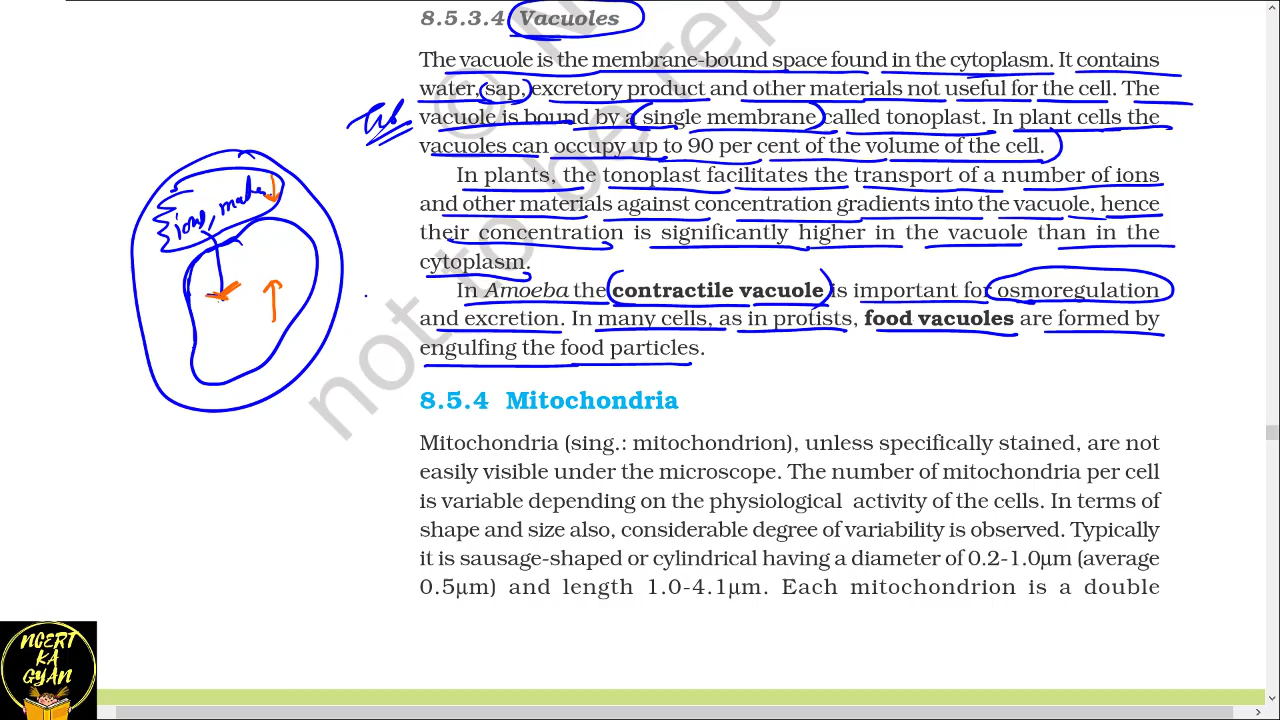 8.5.3.4 Vacuoles
The vacuole is the membrane-bound space found in the cytoplasm. It contains
water, sap, excretory product and other materials not useful for the cell. The
vacuole is bound by a single membrane called tonoplast. In plant cells the
vacuoles can occupy up to 90 per cent of the volume of the cell.
In plants, the tonoplast facilitates the transport of a number of ions
and other materials against concentration gradients into the vacuole, hence
their concentration is significantly higher in the vacuole than in the
cytoplasm.
In Amoeba the contractile vacuole is important for osmoregulation
and excretion. In many cells, as in protists, food vacuoles are formed by
engulfing the food particles.
ions,
8.5.4 Mitochondria
Mitochondria (sing.: mitochondrion), unless specifically stained, are not
easily visible under the microscope. The number of mitochondria per cell
is variable depending on the physiological activity of the cells. In terms of
shape and size also, considerable degree of variability is observed. Typically
it is sausage-shaped or cylindrical having a diameter of 0.2-1.0μm (average
0.5μm) and length 1.0-4.1μm. Each mitochondrion is a double
© N
not to be rep
NCERT
KA
GYAN